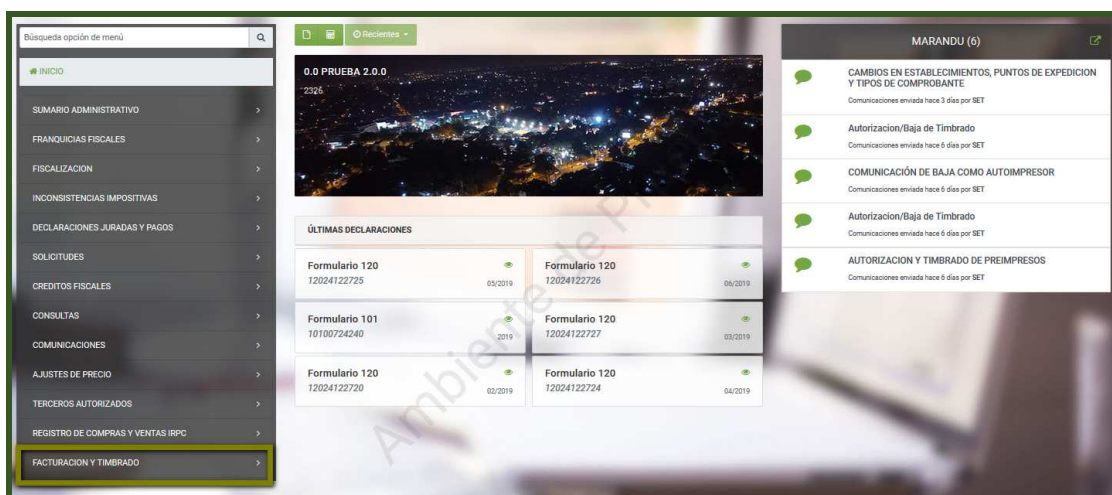 Búsqueda opción de menú
INICIO
SUMARIO ADMINISTRATIVO
FRANQUICIAS FISCALES
FISCALIZACION
INCONSISTENCIAS IMPOSITIVAS
DECLARACIONES JURADAS Y PAGOS
SOLICITUDES
CREDITOS FISCALES
CONSULTAS
COMUNICACIONES
AJUSTES DE PRECIO
TERCEROS AUTORIZADOS
REGISTRO DE COMPRAS Y VENTAS IRPC
FACTURACION Y TIMBRADO
Recientes
0.0 PRUEBA 2.0.0
2326
ÚLTIMAS DECLARACIONES
Formulario 120
12024122725
05/2019
Formulario 120
12024122726
06/2019
Formulario 101
10100724240
2019
Formulario 120
12024122727
03/2019
Formulario 120
12024122720
02/2019
Formulario 120
12024122724
04/2019
Ambiente de
MARANDU (6)
CAMBIOS EN ESTABLECIMIENTOS, PUNTOS DE EXPEDICION
Y TIPOS DE COMPROBANTE
Comunicaciones enviada hace 3 días por SET
Autorizacion/Baja de Timbrado
Comunicaciones enviada hace 6 días por SET
COMUNICACIÓN DE BAJA COMO AUTOIMPRESOR
Comunicaciones enviada hace 6 días por SET
Autorizacion/Baja de Timbrado
Comunicaciones enviada hace 6 días por SET
AUTORIZACION Y TIMBRADO DE PREIMPRESOS
Comunicaciones enviada hace 6 días por SET